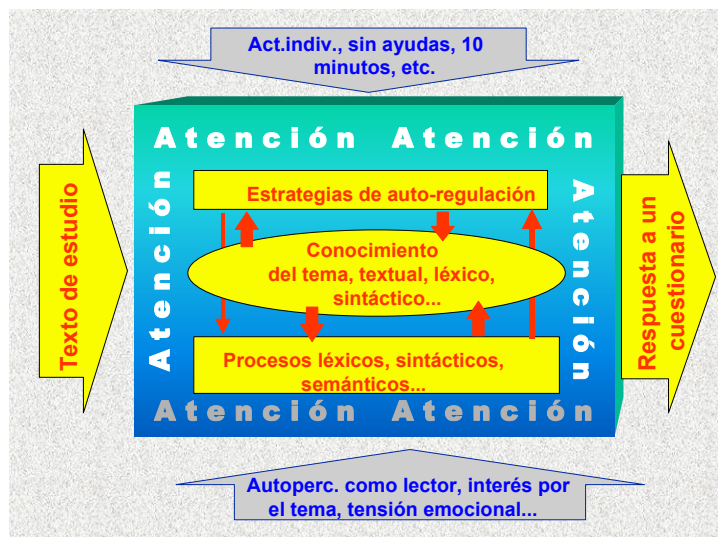 Act.indiv., sin ayudas, 10
minutos, etc.
Atención Atención
Texto de estudio
Atención
Estrategias de auto-regulación
Conocimiento
del tema, textual, léxico,
sintáctico...
Procesos léxicos, sintácticos,
semánticos...
Atención
Respuesta a un
cuestionario
Atención Atención
Autoperc. como lector, interés por
el tema, tensión emocional...